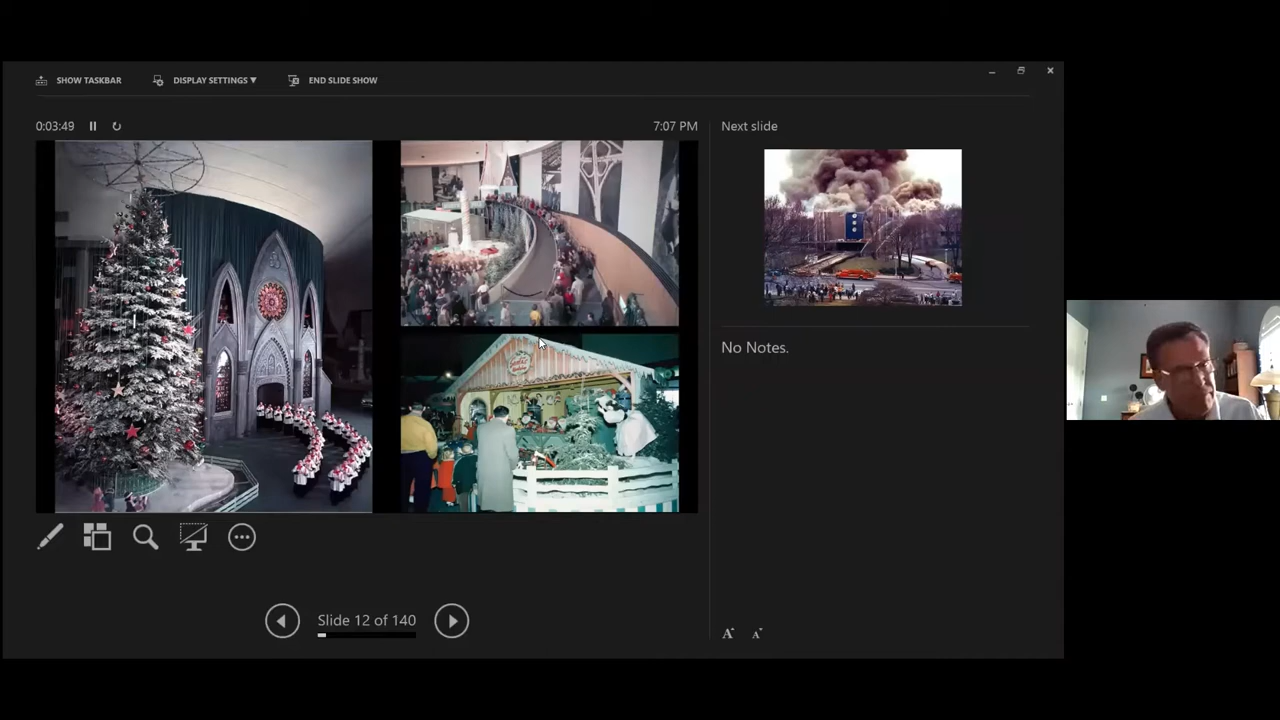 SHOW TASKBAR
DISPLAY SETTINGS ▼
END SLIDE SHOW
0:03:49
7:07 PM
Next slide
No Notes.
Slide 12 of 140
A
A